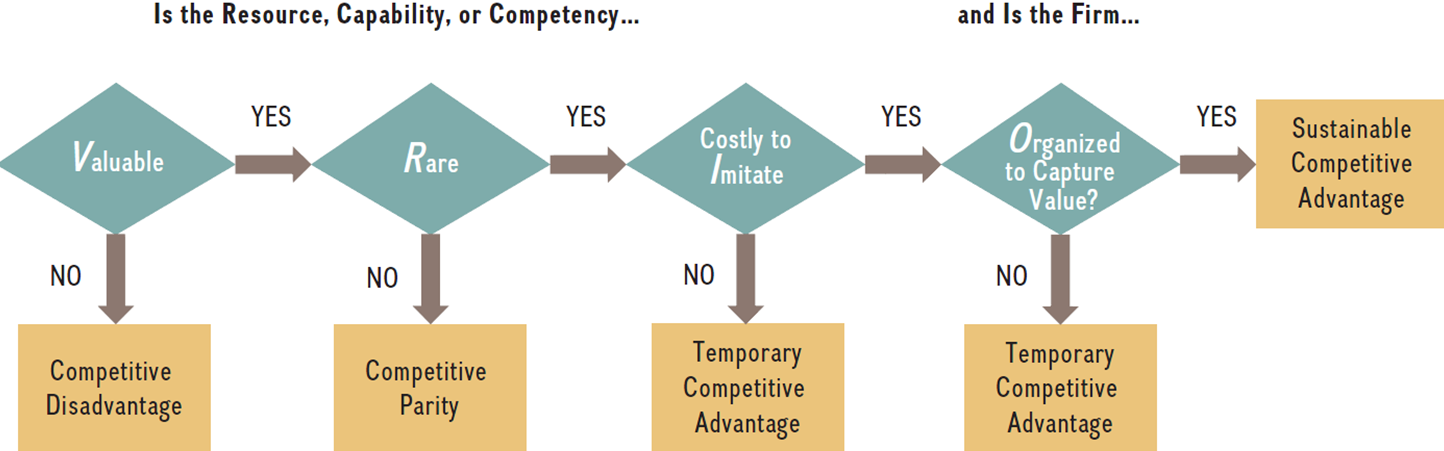 Is the Resource, Capability, or Competency...
and Is the Firm...
Valuable
YES
Rare
YES
Costly to
Imitate
YES
Organized
to Capture
Value?
YES
Sustainable
Competitive
Advantage
NO
NO
NO
NO
Competitive
Disadvantage
Competitive
Parity
Temporary
Competitive
Advantage
Temporary
Competitive
Advantage